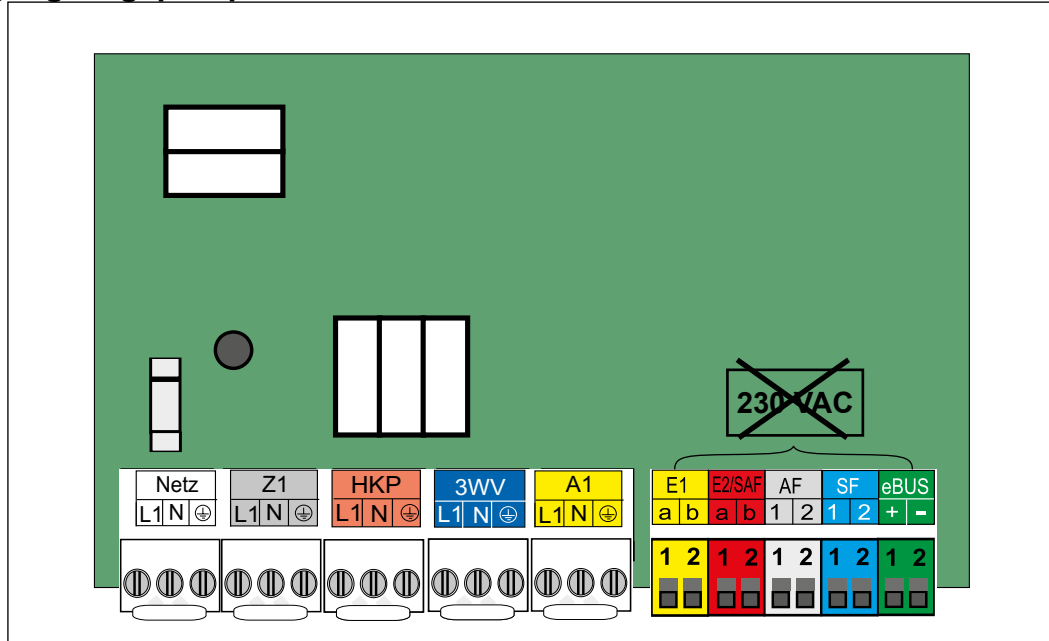 230 VAC
Netz Z1 HKP 3WV A1 E1 E2/SAF AF SF eBUS
L1 N ⏚ L1 N ⏚ L1 N ⏚ L1 N ⏚ L1 N ⏚ a b a b 1 2 1 2 + -
1 2 1 2 1 2 1 2 1 2